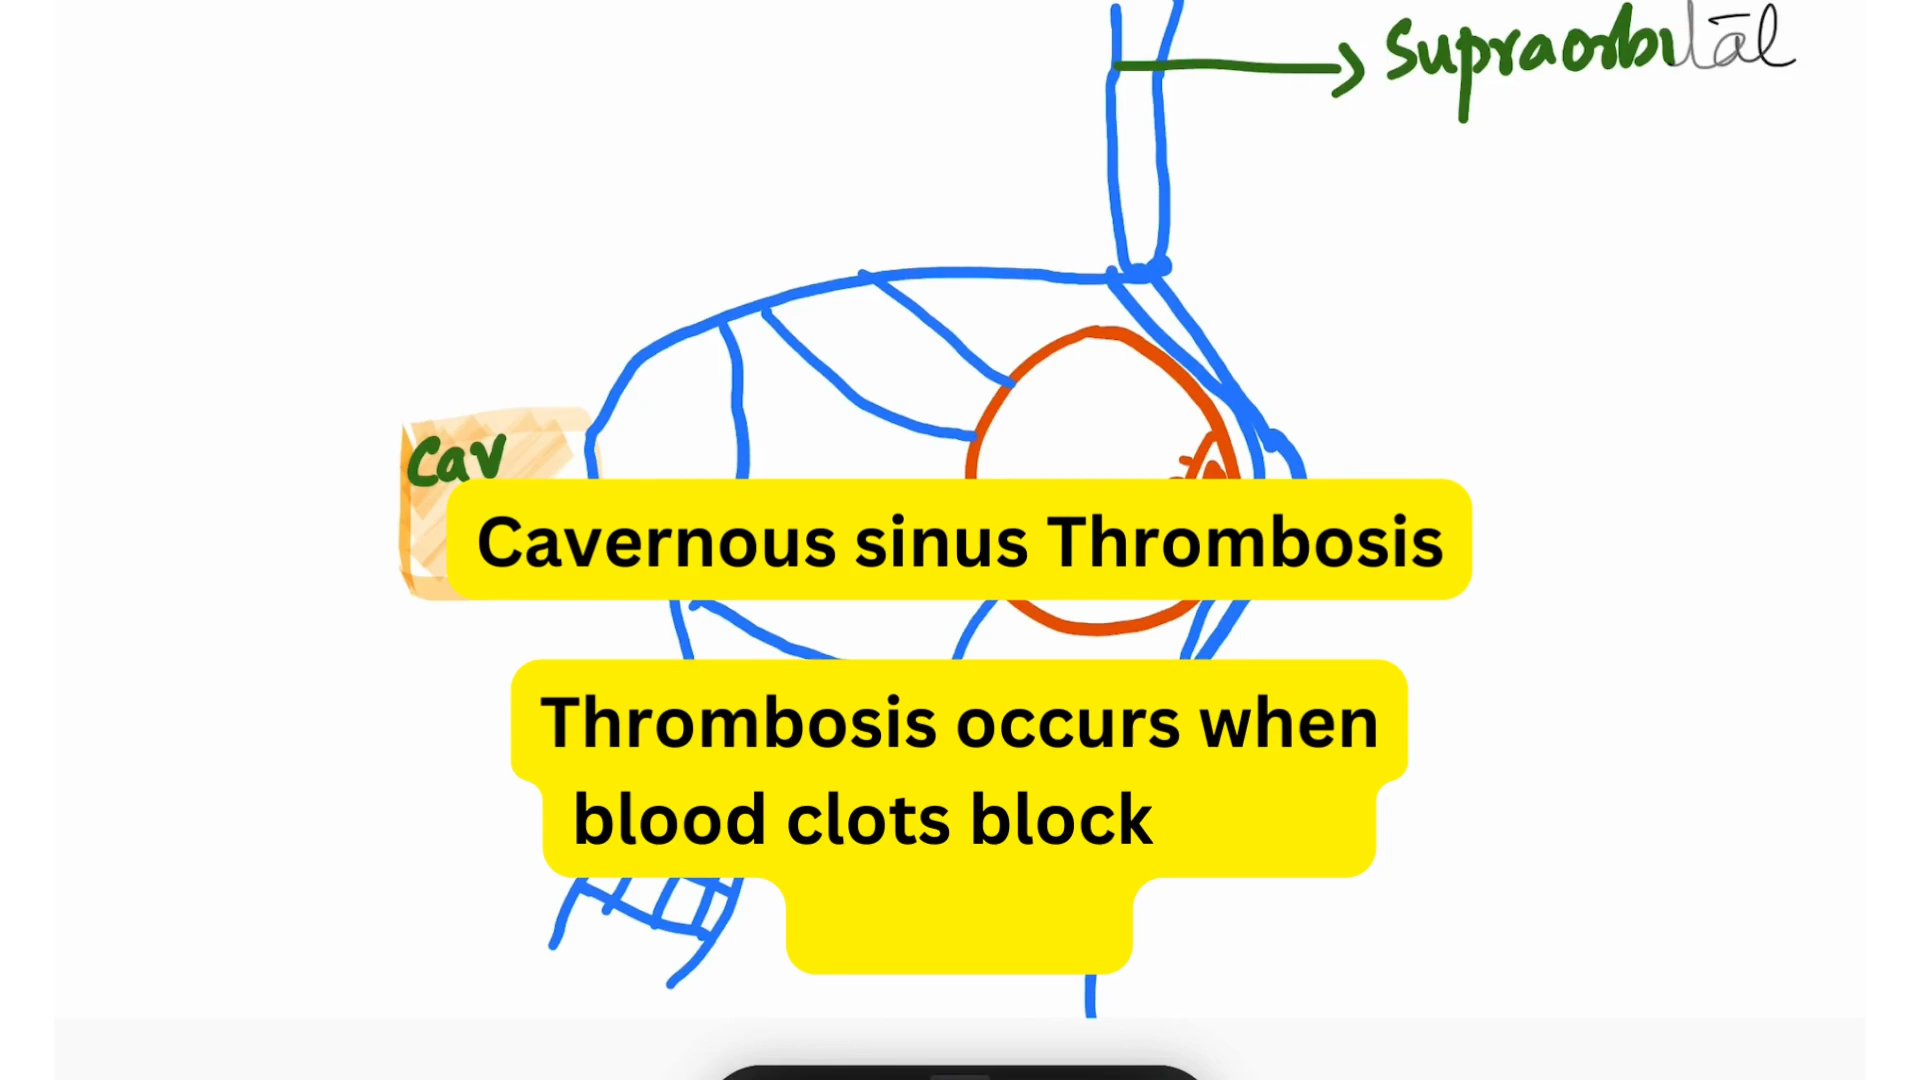 Supraorbital
Cav
Cavernous sinus Thrombosis
Thrombosis occurs when
blood clots block